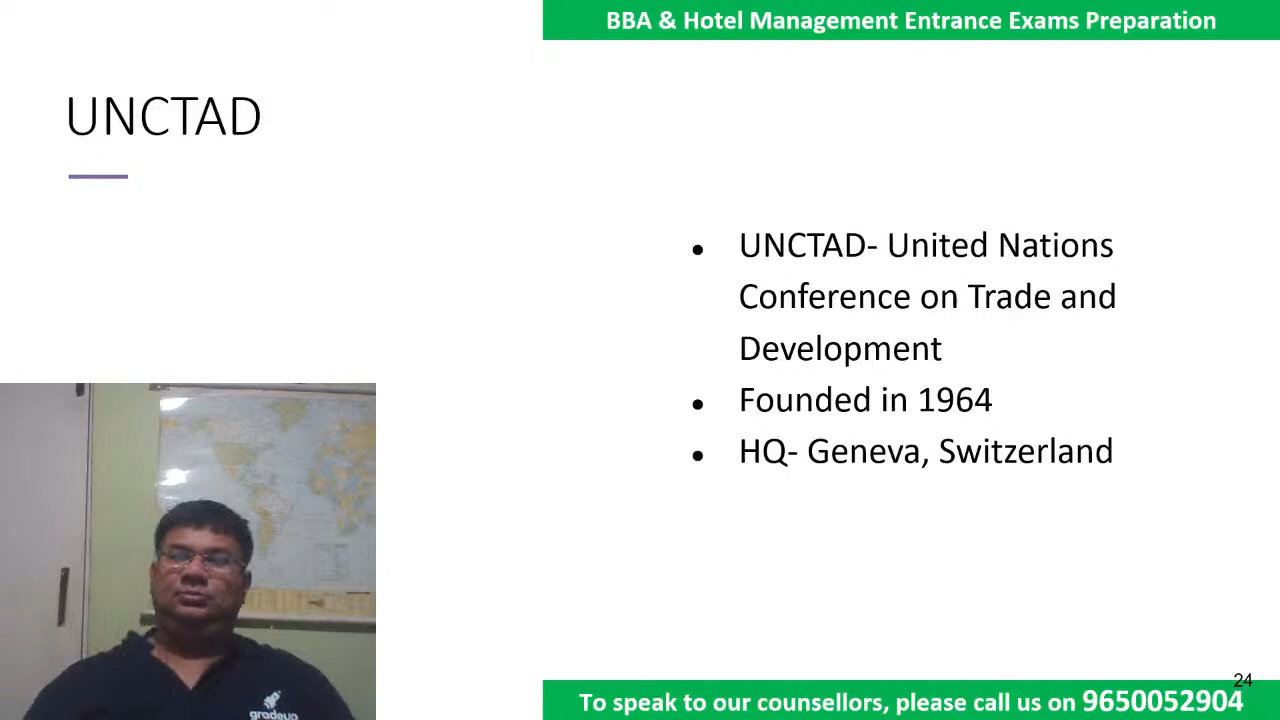 BBA & Hotel Management Entrance Exams Preparation
UNCTAD
● UNCTAD- United Nations
Conference on Trade and
Development
● Founded in 1964
● HQ- Geneva, Switzerland
gradeup
24
To speak to our counsellors, please call us on 9650052904